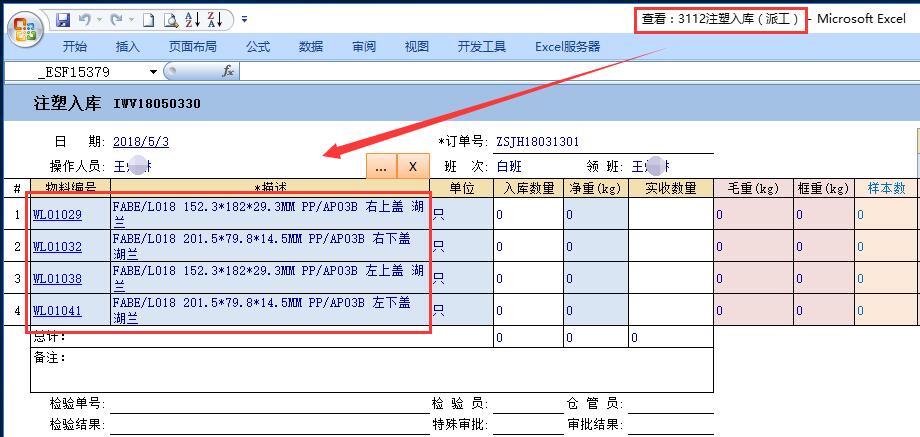 查看：3112注塑入库（派工） - Microsoft Excel
开始 插入 页面布局 公式 数据 审阅 视图 开发工具 Excel服务器
_ESF15379 fx
注塑入库 IWV18050330
日 期: 2018/5/3 *订单号: ZSJH18031301
操作人员: 王 班 次: 白班 领 班: 王
... X
# 物料编号 *描述 单位 入库数量 净重(kg) 实收数量 毛重(kg) 框重(kg) 样本数
1 WL01029 FABE/L018 152.3*182*29.3MM PP/AP03B 右上盖 湖 只 0 0 0 0 0
兰
2 WL01032 FABE/L018 201.5*79.8*14.5MM PP/AP03B 右下盖 只 0 0 0 0 0
湖兰
3 WL01038 FABE/L018 152.3*182*29.3MM PP/AP03B 左上盖 湖 只 0 0 0 0 0
兰
4 WL01041 FABE/L018 201.5*79.8*14.5MM PP/AP03B 左下盖 只 0 0 0 0 0
湖兰
总计: 0 0 0
备注:
检验单号: 检 验 员: 仓 管 员:
检验结果: 特殊审批: 审批结果: